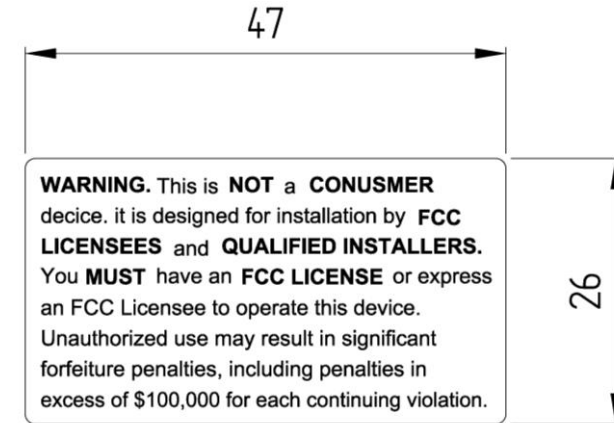 47
WARNING. This is NOT a CONUSMER
decice. it is designed for installation by FCC
LICENSEES and QUALIFIED INSTALLERS.
You MUST have an FCC LICENSE or express
an FCC Licensee to operate this device.
Unauthorized use may result in significant
forfeiture penalties, including penalties in
excess of $100,000 for each continuing violation.
26